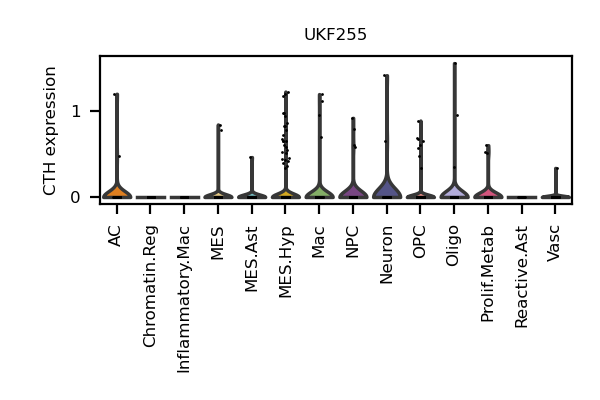 UKF255
CTH expression
1
0
AC
Chromatin.Reg
Inflammatory.Mac
MES
MES.Ast
MES.Hyp
Mac
NPC
Neuron
OPC
Oligo
Prolif.Metab
Reactive.Ast
Vasc